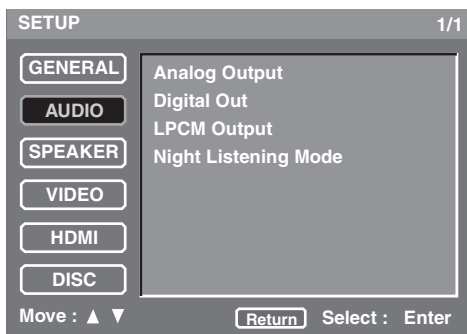 SETUP 1/1
GENERAL
AUDIO
SPEAKER
VIDEO
HDMI
DISC
Analog Output
Digital Out
LPCM Output
Night Listening Mode
Move : ▲ ▼ Return Select : Enter